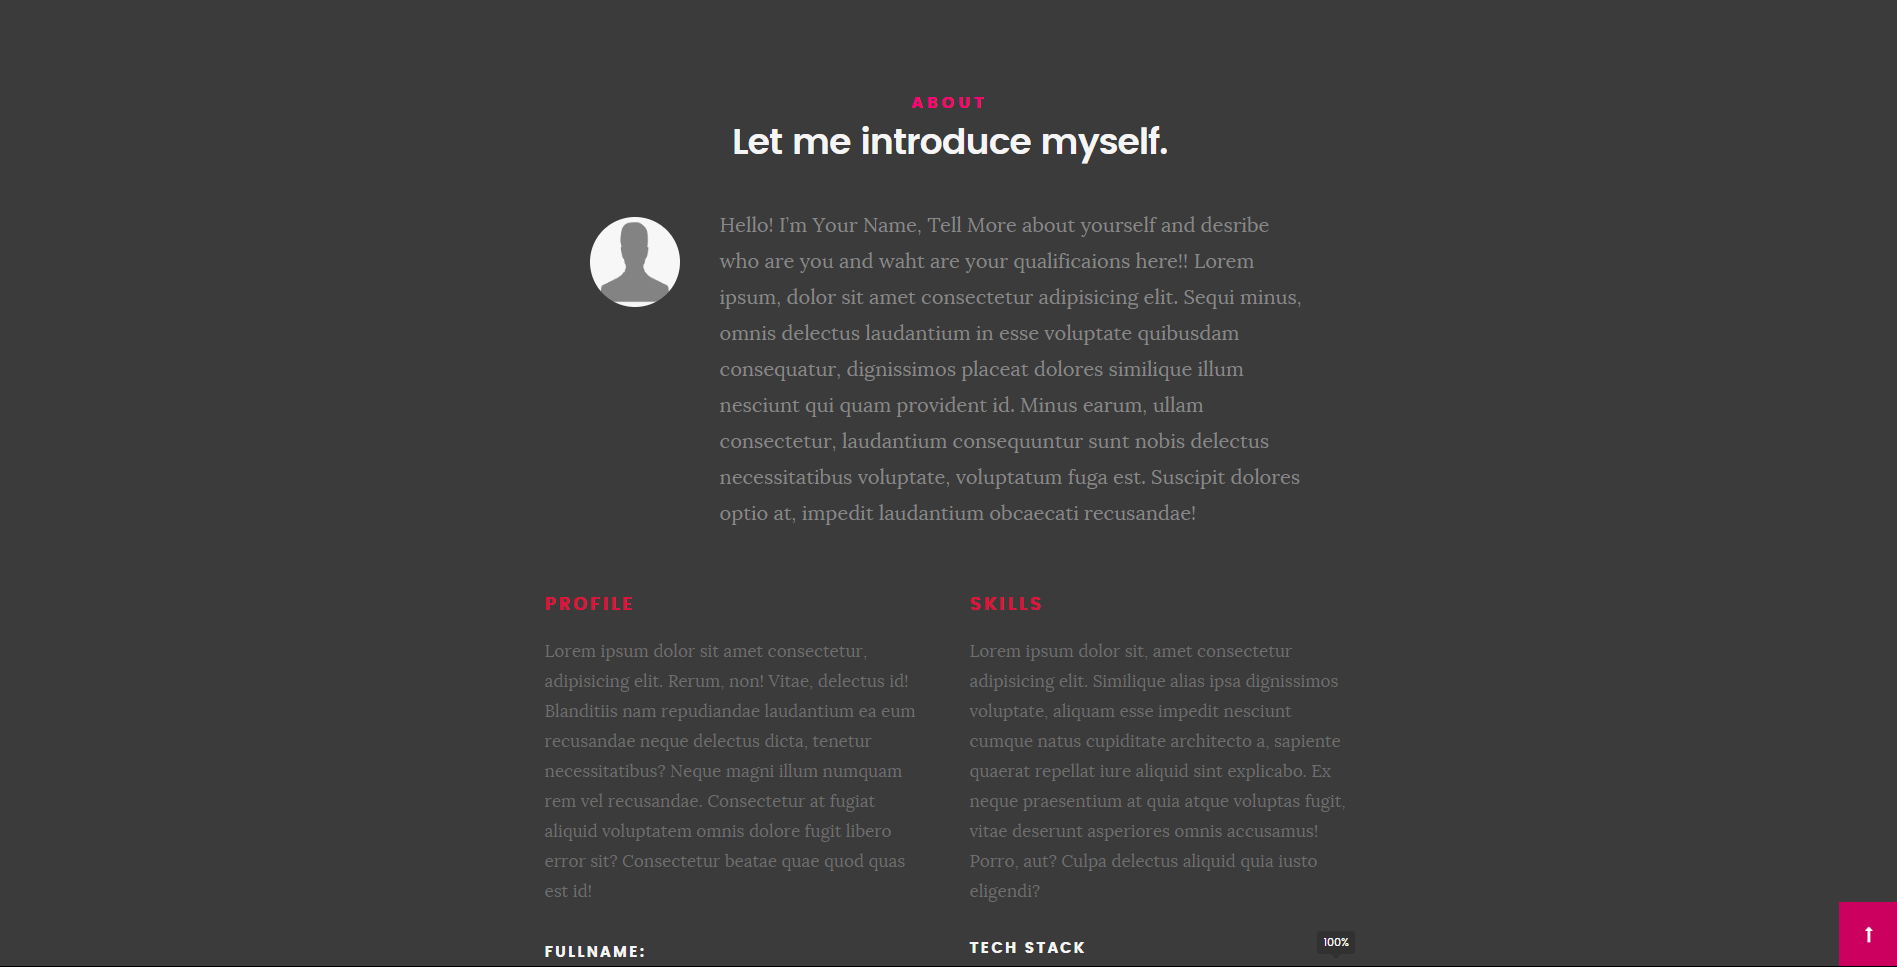 ABOUT
Let me introduce myself.
Hello! I'm Your Name, Tell More about yourself and desribe
who are you and waht are your qualificaions here!! Lorem
ipsum, dolor sit amet consectetur adipisicing elit. Sequi minus,
omnis delectus laudantium in esse voluptate quibusdam
consequatur, dignissimos placeat dolores similique illum
nesciunt qui quam provident id. Minus earum, ullam
consectetur, laudantium consequuntur sunt nobis delectus
necessitatibus voluptate, voluptatum fuga est. Suscipit dolores
optio at, impedit laudantium obcaecati recusandae!
PROFILE
Lorem ipsum dolor sit amet consectetur,
adipisicing elit. Rerum, non! Vitae, delectus id!
Blanditiis nam repudiandae laudantium ea eum
recusandae neque delectus dicta, tenetur
necessitatibus? Neque magni illum numquam
rem vel recusandae. Consectetur at fugiat
aliquid voluptatem omnis dolore fugit libero
error sit? Consectetur beatae quae quod quas
est id!
FULLNAME:
SKILLS
Lorem ipsum dolor sit, amet consectetur
adipisicing elit. Similique alias ipsa dignissimos
voluptate, aliquam esse impedit nesciunt
cumque natus cupiditate architecto a, sapiente
quaerat repellat iure aliquid sint explicabo. Ex
neque praesentium at quia atque voluptas fugit,
vitae deserunt asperiores omnis accusamus!
Porro, aut? Culpa delectus aliquid quia iusto
eligendi?
TECH STACK
100%